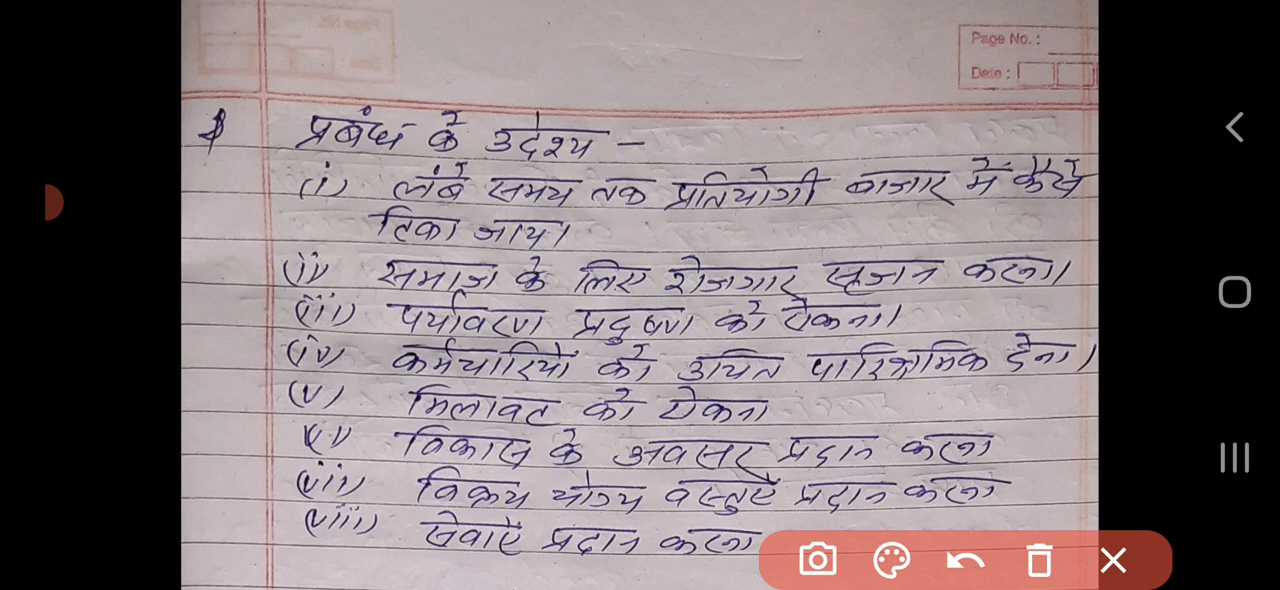 Page No. :
Date :
1 प्रबंध के उदेश्य –
(i) लंबे समय तक प्रतियोगी बाजार में कैसे
टिका जाय।
(ii) समाज के लिए रोजगार सृजन करना।
(iii) पर्यावरण प्रदुषण को रोकना।
(iv) कर्मचारियों को उचित पारिश्रमिक देना।
(v) मिलावट को रोकना
(vi) विकास के अवसर प्रदान करना
(vii) विक्रय योग्य वस्तुएँ प्रदान करना
(viii) सेवाएँ प्रदान करना